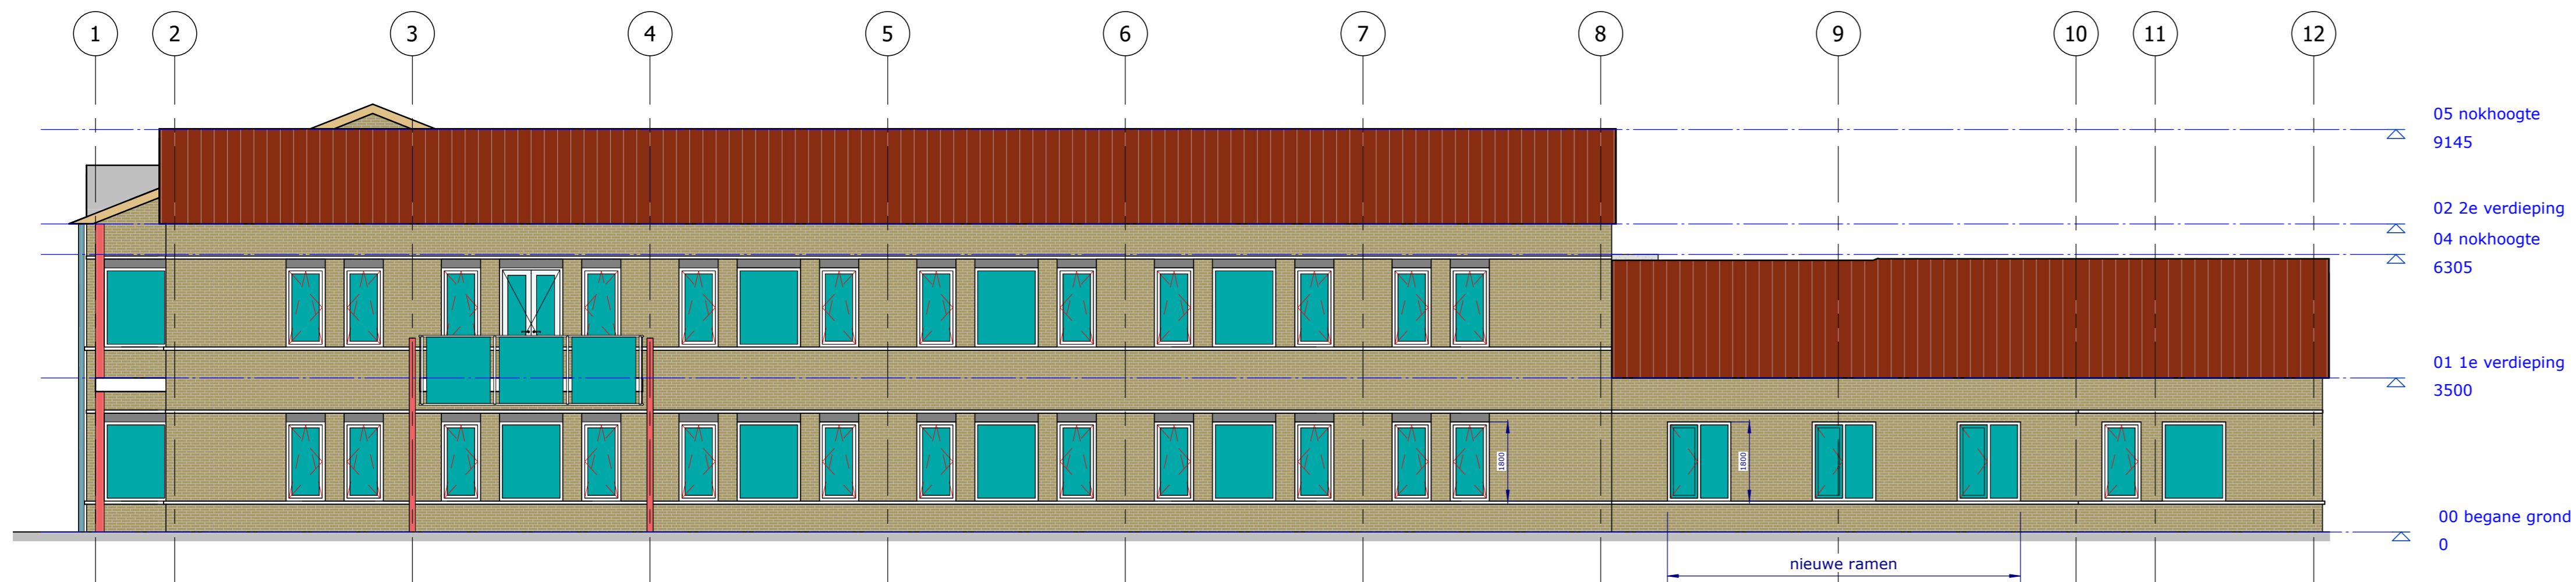 1 2 3 4 5 6 7 8 9 10 11 12
05 nokhoogte
9145
02 2e verdieping
04 nokhoogte
6305
01 1e verdieping
3500
1800 1800
00 begane grond
0
nieuwe ramen